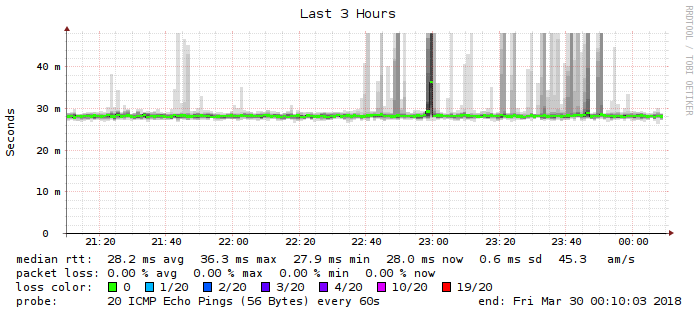 Last 3 Hours
RRDTOOL / TOBI OETIKER
Seconds
40 m
30 m
20 m
10 m
0
21:20 21:40 22:00 22:20 22:40 23:00 23:20 23:40 00:00
median rtt: 28.2 ms avg 36.3 ms max 27.9 ms min 28.0 ms now 0.6 ms sd 45.3 am/s
packet loss: 0.00 % avg 0.00 % max 0.00 % min 0.00 % now
loss color: 0 1/20 2/20 3/20 4/20 10/20 19/20
probe: 20 ICMP Echo Pings (56 Bytes) every 60s end: Fri Mar 30 00:10:03 2018